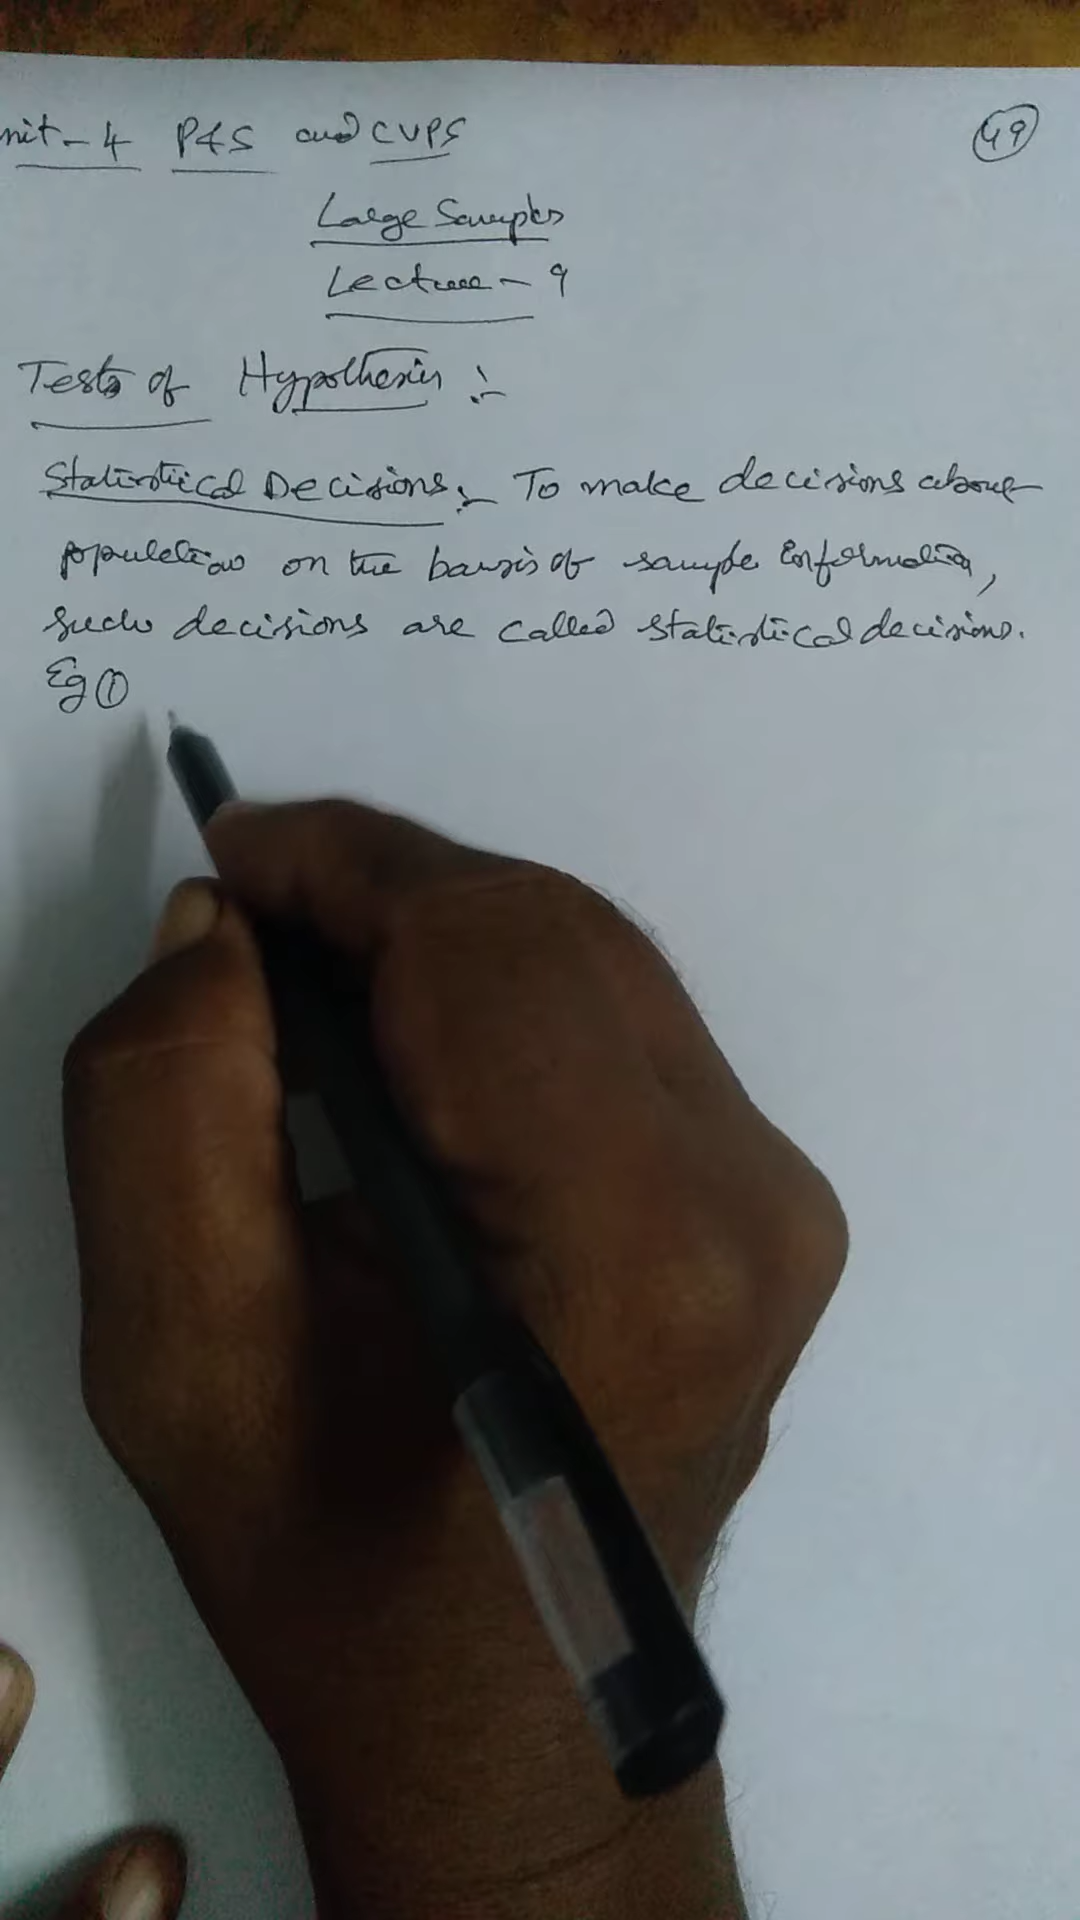 nit - 4 P&S and CVPS
49
Large Samples
Lecture - 9
Tests of Hypothesis :-
Statistical Decisions :- To make decisions about
population on the basis of sample information,
such decisions are called statistical decisions.
Eg ①